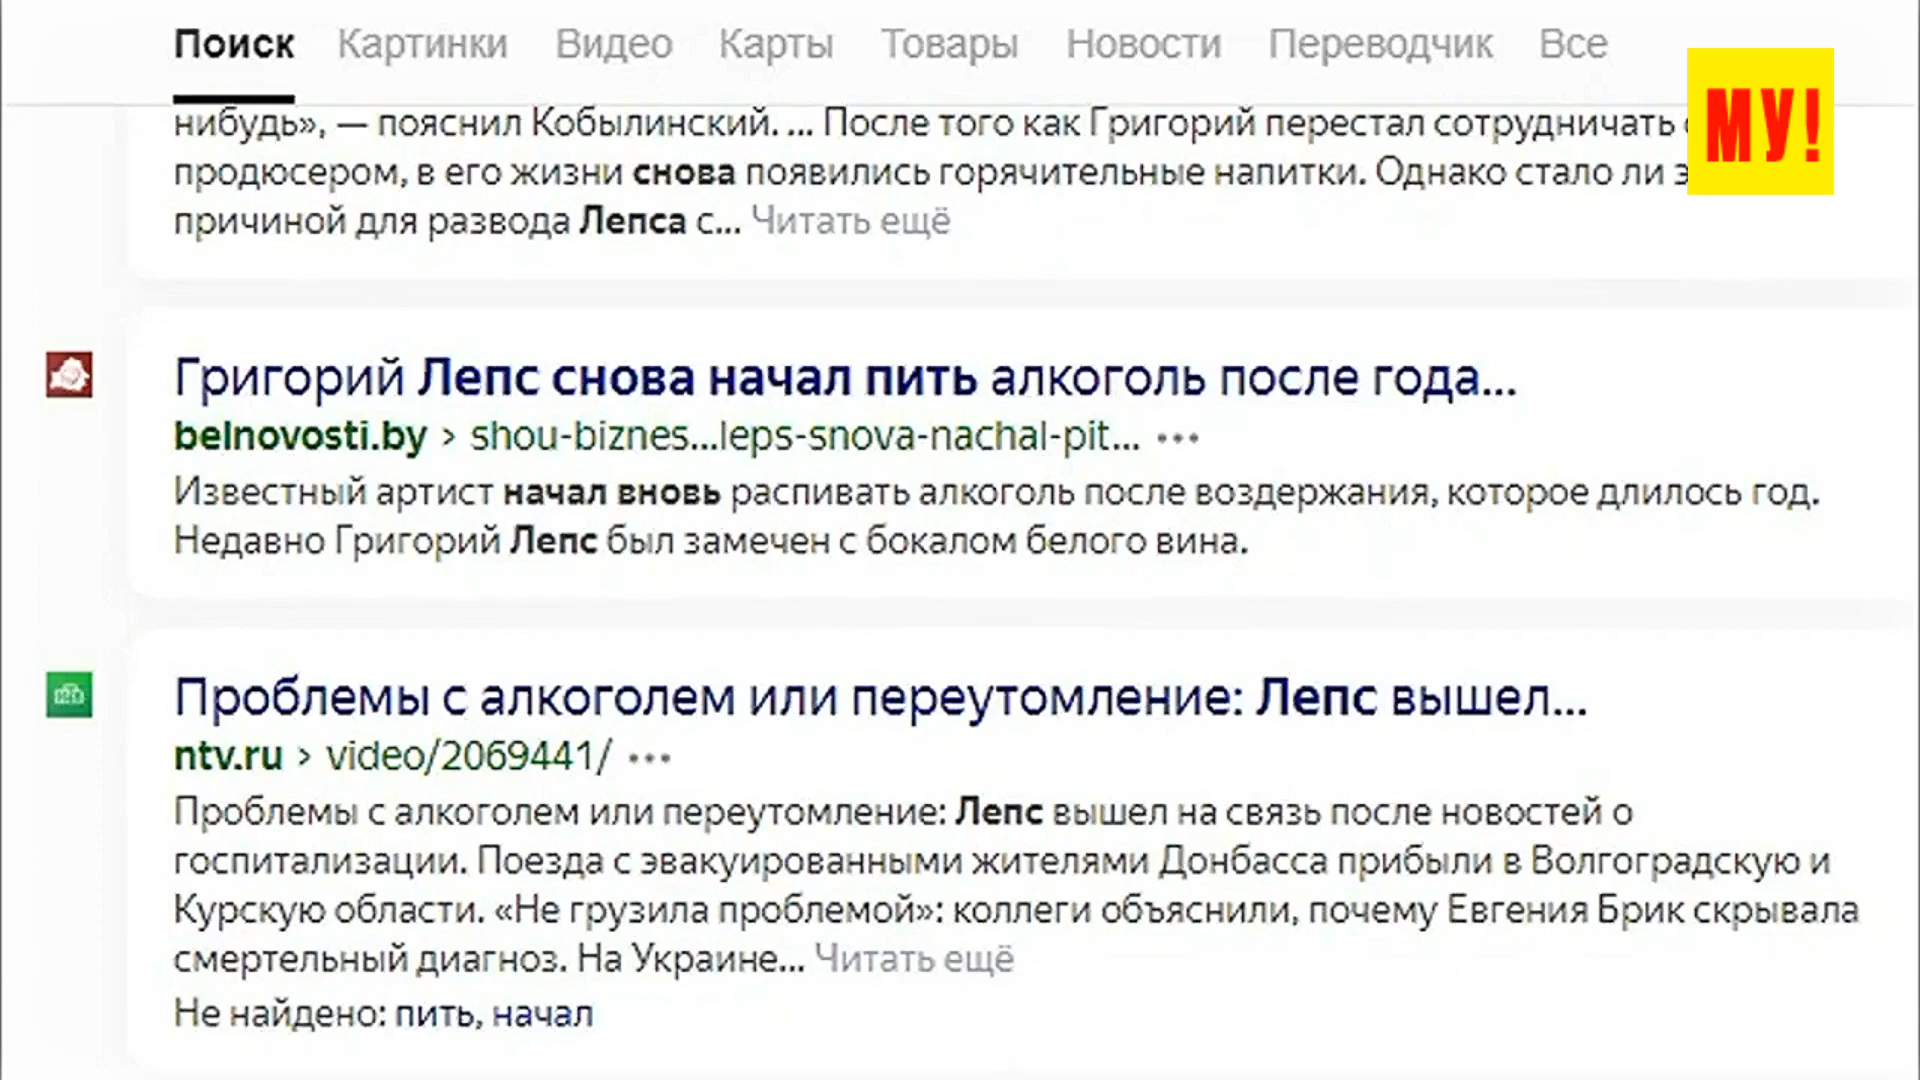 Поиск Картинки Видео Карты Товары Новости Переводчик Все
МУ!
нибудь», — пояснил Кобылинский. ... После того как Григорий перестал сотрудничать
продюсером, в его жизни снова появились горячительные напитки. Однако стало ли
причиной для развода Лепса с... Читать ещё
Григорий Лепс снова начал пить алкоголь после года...
belnovosti.by › shou-biznes...leps-snova-nachal-pit... •••
Известный артист начал вновь распивать алкоголь после воздержания, которое длилось год.
Недавно Григорий Лепс был замечен с бокалом белого вина.
Проблемы с алкоголем или переутомление: Лепс вышел...
ntv.ru › video/2069441/ •••
Проблемы с алкоголем или переутомление: Лепс вышел на связь после новостей о
госпитализации. Поезда с эвакуированными жителями Донбасса прибыли в Волгоградскую и
Курскую области. «Не грузила проблемой»: коллеги объяснили, почему Евгения Брик скрывала
смертельный диагноз. На Украине... Читать ещё
Не найдено: пить, начал